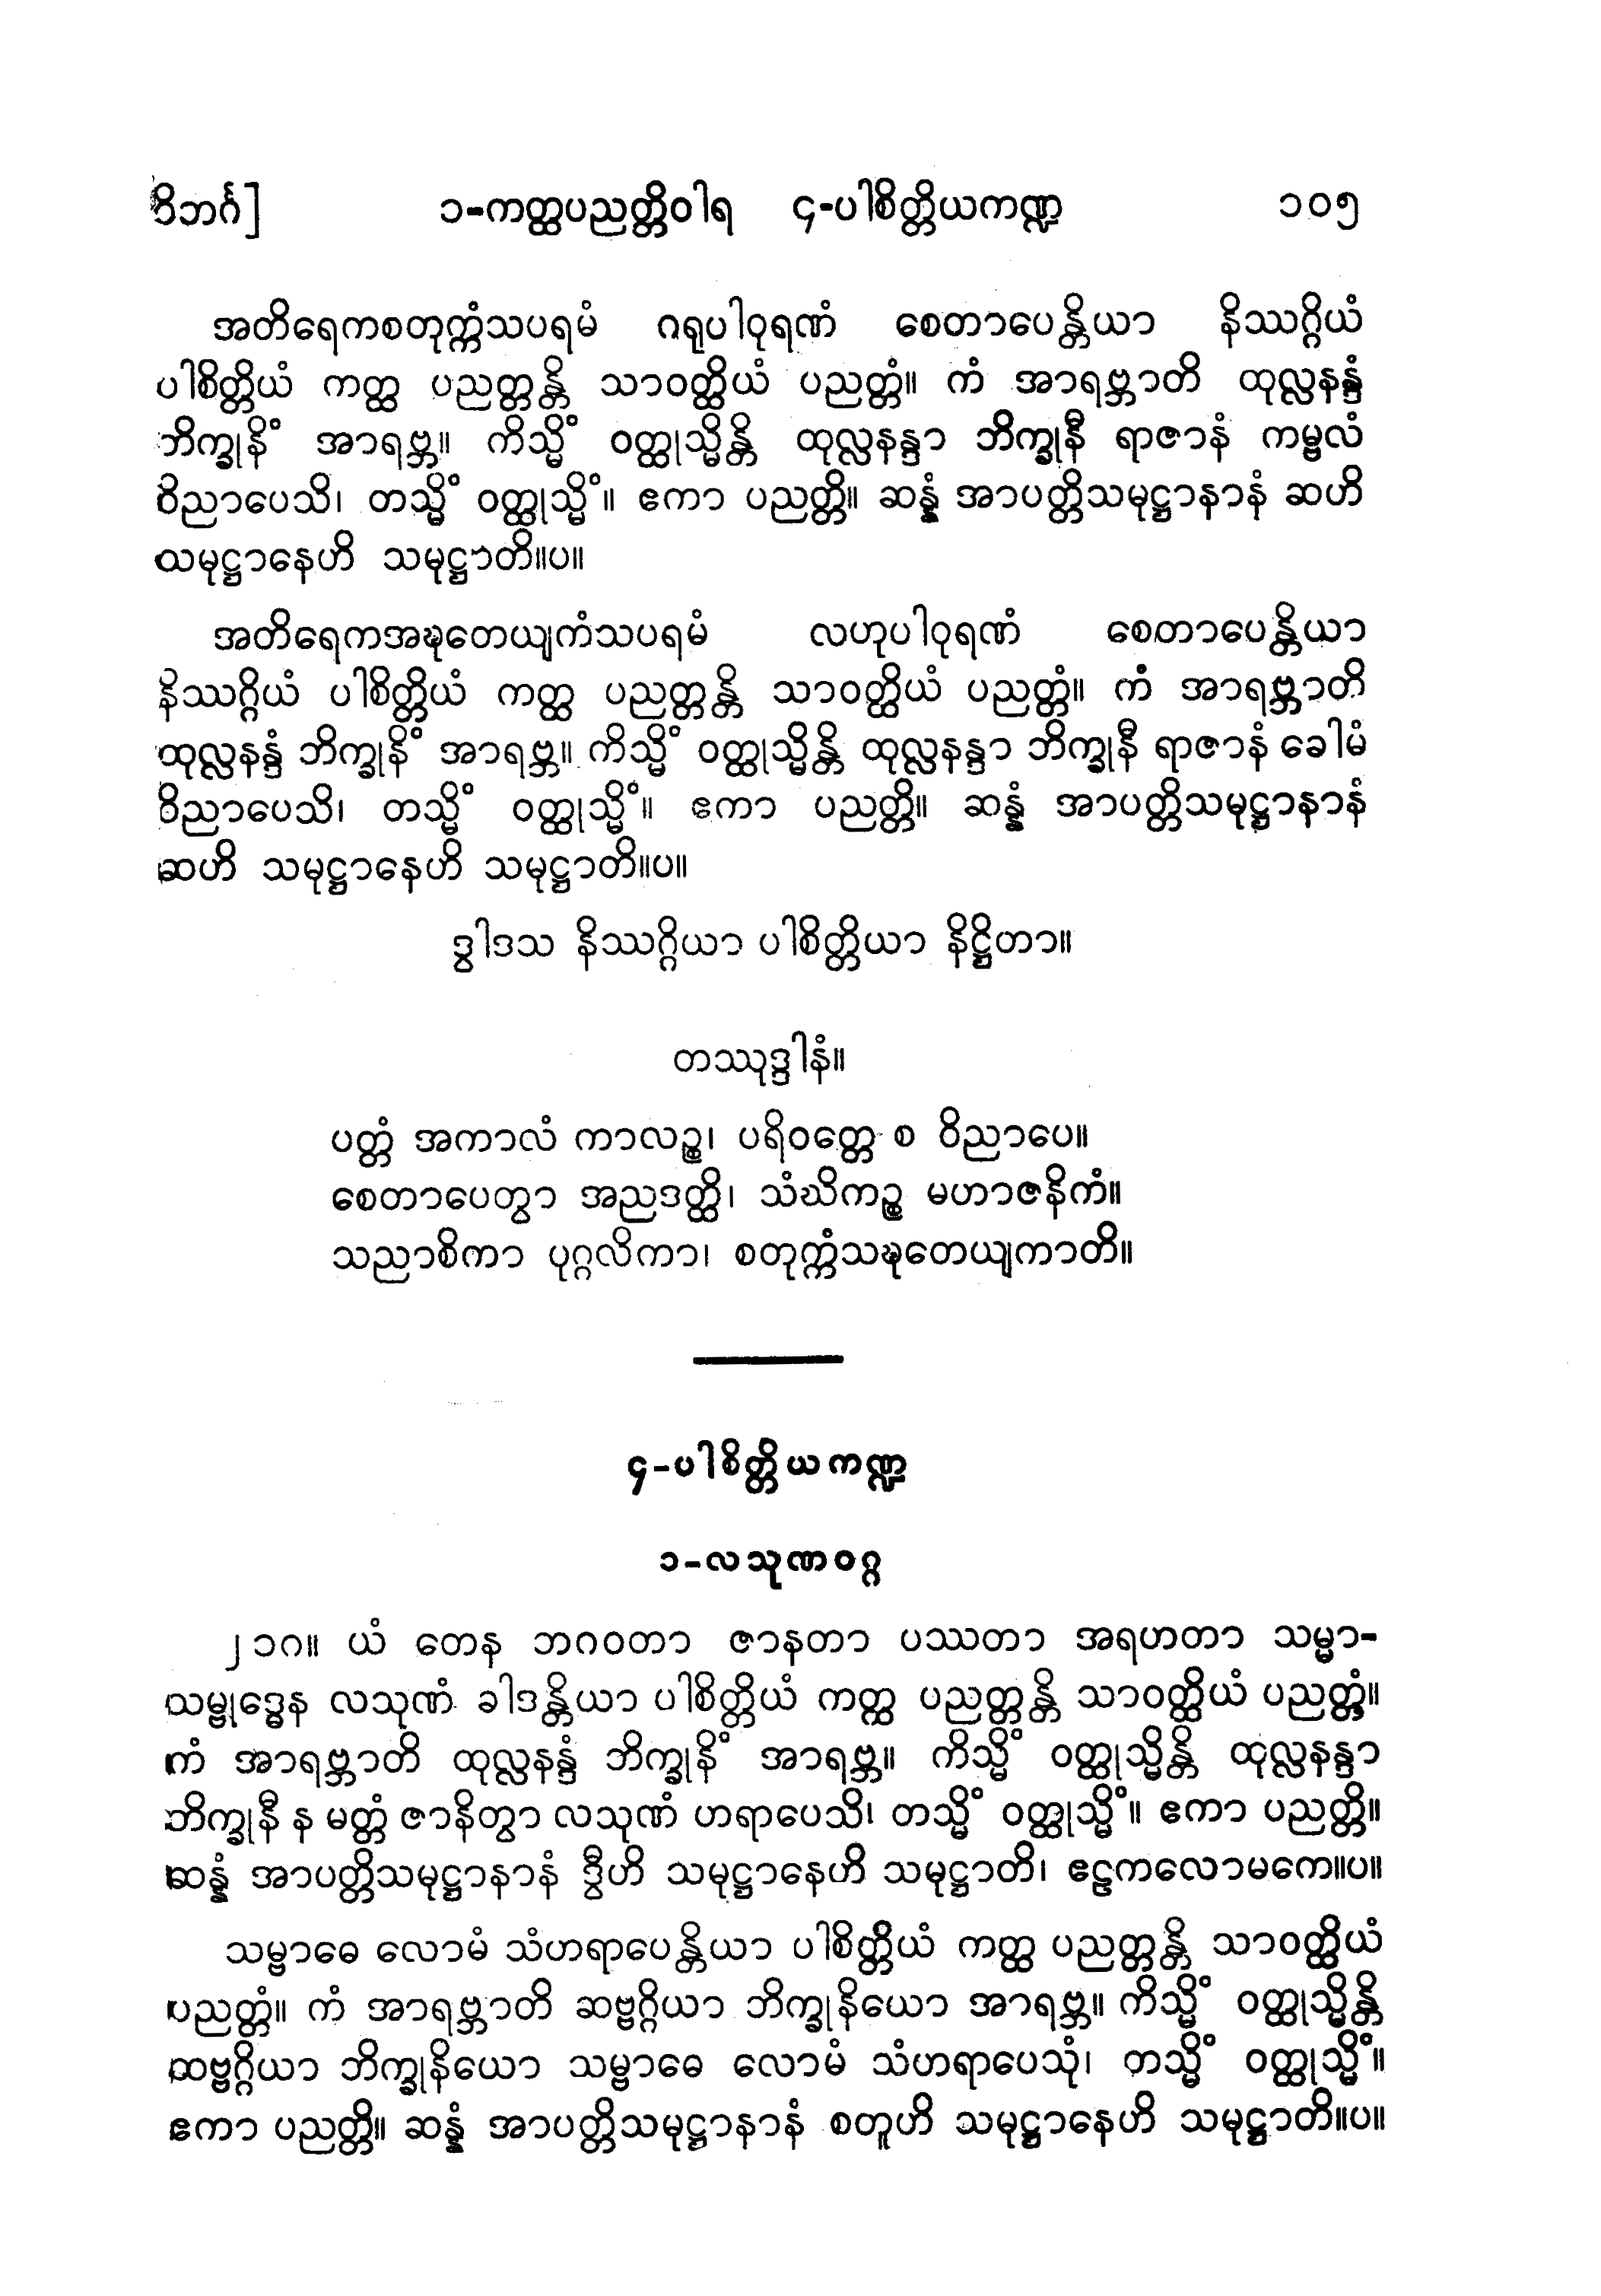 ဝိဘင်္ဂ] ၁-ကတ္ထပညတ္တိဝါရ ၄-ပါစိတ္တိယကဏ္ဍ ၁၀၅
အတိရေကစတုက္ကံသပရမံ ဂရုပါဝုရဏံ စေတာပေန္တိယာ နိဿဂ္ဂိယံ
ပါစိတ္တိယံ ကတ္ထ ပညတ္တန္တိ သာဝတ္ထိယံ ပညတ္တံ။ ကံ အာရဗ္ဘာတိ ထုလ္လနန္ဒံ
ဘိက္ခုနိံ အာရဗ္ဘ။ ကိသ္မိံ ဝတ္ထုသ္မိန္တိ ထုလ္လနန္ဒာ ဘိက္ခုနီ ရာဇာနံ ကမ္ဗလံ
ဝိညာပေသိ၊ တသ္မိံ ဝတ္ထုသ္မိံ။ ဧကာ ပညတ္တိ။ ဆန္နံ အာပတ္တိသမုဋ္ဌာနာနံ ဆဟိ
သမုဋ္ဌာနေဟိ သမုဋ္ဌာတိ။ပ။
အတိရေကအဍ္ဎတေယျကံသပရမံ လဟုပါဝုရဏံ စေတာပေန္တိယာ
နိဿဂ္ဂိယံ ပါစိတ္တိယံ ကတ္ထ ပညတ္တန္တိ သာဝတ္ထိယံ ပညတ္တံ။ ကံ အာရဗ္ဘာတိ
ထုလ္လနန္ဒံ ဘိက္ခုနိံ အာရဗ္ဘ။ ကိသ္မိံ ဝတ္ထုသ္မိန္တိ ထုလ္လနန္ဒာ ဘိက္ခုနီ ရာဇာနံ ခေါမံ
ဝိညာပေသိ၊ တသ္မိံ ဝတ္ထုသ္မိံ။ ဧကာ ပညတ္တိ။ ဆန္နံ အာပတ္တိသမုဋ္ဌာနာနံ
ဆဟိ သမုဋ္ဌာနေဟိ သမုဋ္ဌာတိ။ပ။
ဒွါဒသ နိဿဂ္ဂိယာ ပါစိတ္တိယာ နိဋ္ဌိတာ။
တဿုဒ္ဒါနံ။
ပတ္တံ အကာလံ ကာလဉ္စ၊ ပရိဝတ္တေ စ ဝိညာပေ။
စေတာပေတွာ အညဒတ္ထိ၊ သံဃိကဉ္စ မဟာဇနိကံ။
သညာစိကာ ပုဂ္ဂလိကာ၊ စတုက္ကံသဍ္ဎတေယျကာတိ။
၄-ပါစိတ္တိယကဏ္ဍ
၁-လသုဏဝဂ္ဂ
၂၁၈။ ယံ တေန ဘဂဝတာ ဇာနတာ ပဿတာ အရဟတာ သမ္မာ-
သမ္ဗုဒ္ဓေန လသုဏံ ခါဒန္တိယာ ပါစိတ္တိယံ ကတ္ထ ပညတ္တန္တိ သာဝတ္ထိယံ ပညတ္တံ။
ကံ အာရဗ္ဘာတိ ထုလ္လနန္ဒံ ဘိက္ခုနိံ အာရဗ္ဘ။ ကိသ္မိံ ဝတ္ထုသ္မိန္တိ ထုလ္လနန္ဒာ
ဘိက္ခုနီ န မတ္တံ ဇာနိတွာ လသုဏံ ဟရာပေသိ၊ တသ္မိံ ဝတ္ထုသ္မိံ။ ဧကာ ပညတ္တိ။
ဆန္နံ အာပတ္တိသမုဋ္ဌာနာနံ ဒွီဟိ သမုဋ္ဌာနေဟိ သမုဋ္ဌာတိ၊ ဧဠကလောမကေ။ပ။
သမ္ဗာဓေ လောမံ သံဟရာပေန္တိယာ ပါစိတ္တိယံ ကတ္ထ ပညတ္တန္တိ သာဝတ္ထိယံ
ပညတ္တံ။ ကံ အာရဗ္ဘာတိ ဆဗ္ဗဂ္ဂိယာ ဘိက္ခုနိယော အာရဗ္ဘ။ ကိသ္မိံ ဝတ္ထုသ္မိန္တိ
ဆဗ္ဗဂ္ဂိယာ ဘိက္ခုနိယော သမ္ဗာဓေ လောမံ သံဟရာပေသုံ၊ တသ္မိံ ဝတ္ထုသ္မိံ။
ဧကာ ပညတ္တိ။ ဆန္နံ အာပတ္တိသမုဋ္ဌာနာနံ စတူဟိ သမုဋ္ဌာနေဟိ သမုဋ္ဌာတိ။ပ။